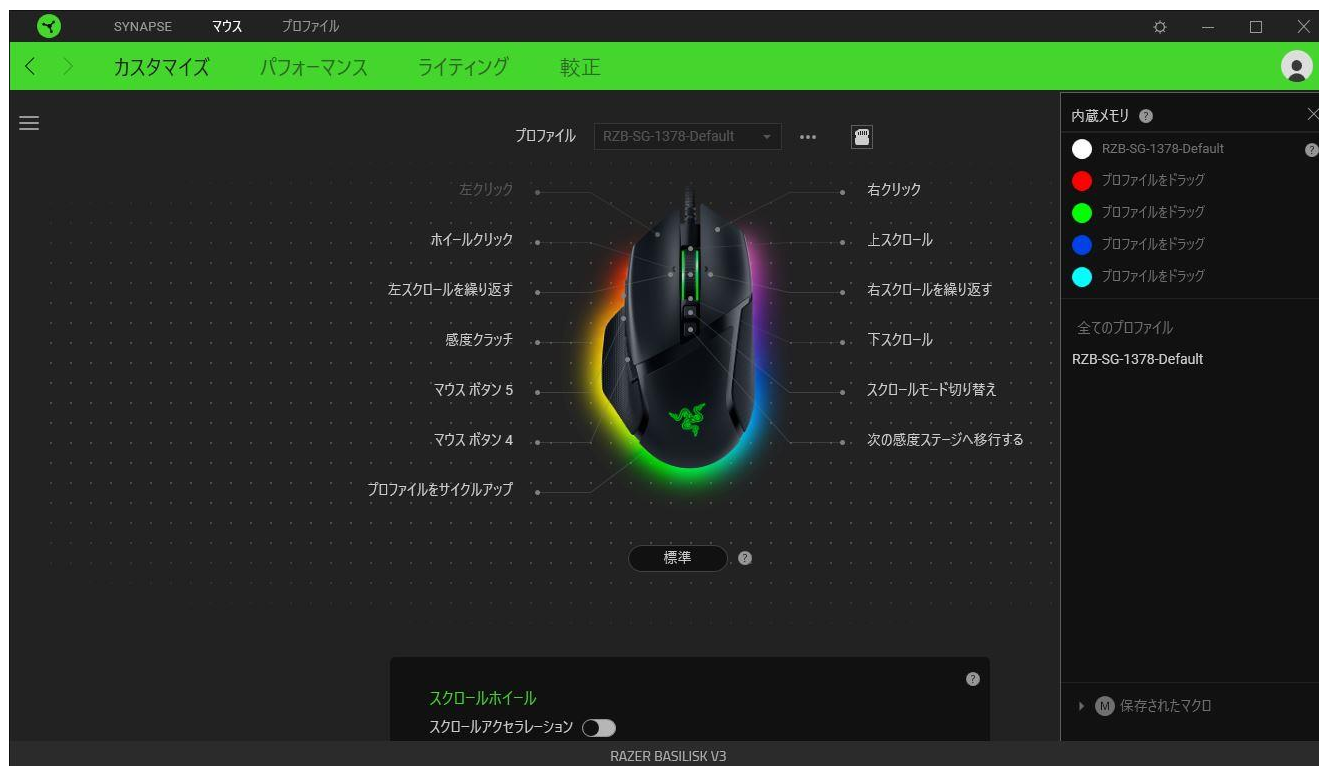 SYNAPSE マウス プロファイル
カスタマイズ パフォーマンス ライティング 較正
プロファイル RZB-SG-1378-Default
左クリック
ホイールクリック
左スクロールを繰り返す
感度クラッチ
マウス ボタン 5
マウス ボタン 4
プロファイルをサイクルアップ
右クリック
上スクロール
右スクロールを繰り返す
下スクロール
スクロールモード切り替え
次の感度ステージへ移行する
標準 ?
スクロールホイール ?
スクロールアクセラレーション
内蔵メモリ ?
RZB-SG-1378-Default ?
プロファイルをドラッグ
プロファイルをドラッグ
プロファイルをドラッグ
プロファイルをドラッグ
全てのプロファイル
RZB-SG-1378-Default
M 保存されたマクロ
RAZER BASILISK V3